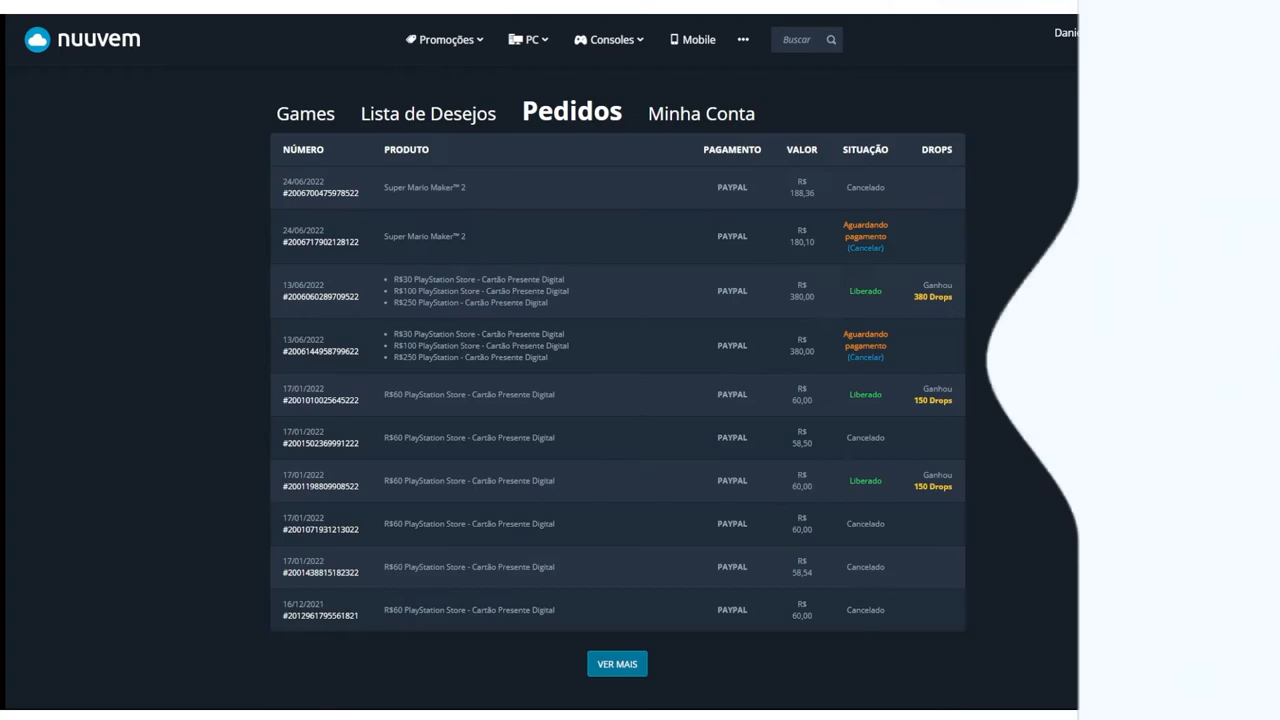 nuuvem
Promoções
PC
Consoles
Mobile
•••
Buscar
Games
Lista de Desejos
Pedidos
Minha Conta
NÚMERO PRODUTO PAGAMENTO VALOR SITUAÇÃO DROPS
24/06/2022
#2006700475978522
Super Mario Maker™ 2
PAYPAL
R$
188,36
Cancelado
24/06/2022
#2006717902128122
Super Mario Maker™ 2
PAYPAL
R$
180,10
Aguardando
pagamento
(Cancelar)
13/06/2022
#2006060289709522
• R$30 PlayStation Store - Cartão Presente Digital
• R$100 PlayStation Store - Cartão Presente Digital
• R$250 PlayStation - Cartão Presente Digital
PAYPAL
R$
380,00
Liberado
Ganhou
380 Drops
13/06/2022
#2006144958799622
• R$30 PlayStation Store - Cartão Presente Digital
• R$100 PlayStation Store - Cartão Presente Digital
• R$250 PlayStation - Cartão Presente Digital
PAYPAL
R$
380,00
Aguardando
pagamento
(Cancelar)
17/01/2022
#2001010025645222
R$60 PlayStation Store - Cartão Presente Digital
PAYPAL
R$
60,00
Liberado
Ganhou
150 Drops
17/01/2022
#2001502369991222
R$60 PlayStation Store - Cartão Presente Digital
PAYPAL
R$
58,50
Cancelado
17/01/2022
#2001198809908522
R$60 PlayStation Store - Cartão Presente Digital
PAYPAL
R$
60,00
Liberado
Ganhou
150 Drops
17/01/2022
#2001071931213022
R$60 PlayStation Store - Cartão Presente Digital
PAYPAL
R$
60,00
Cancelado
17/01/2022
#2001438815182322
R$60 PlayStation Store - Cartão Presente Digital
PAYPAL
R$
58,54
Cancelado
16/12/2021
#2012961795561821
R$60 PlayStation Store - Cartão Presente Digital
PAYPAL
R$
60,00
Cancelado
VER MAIS